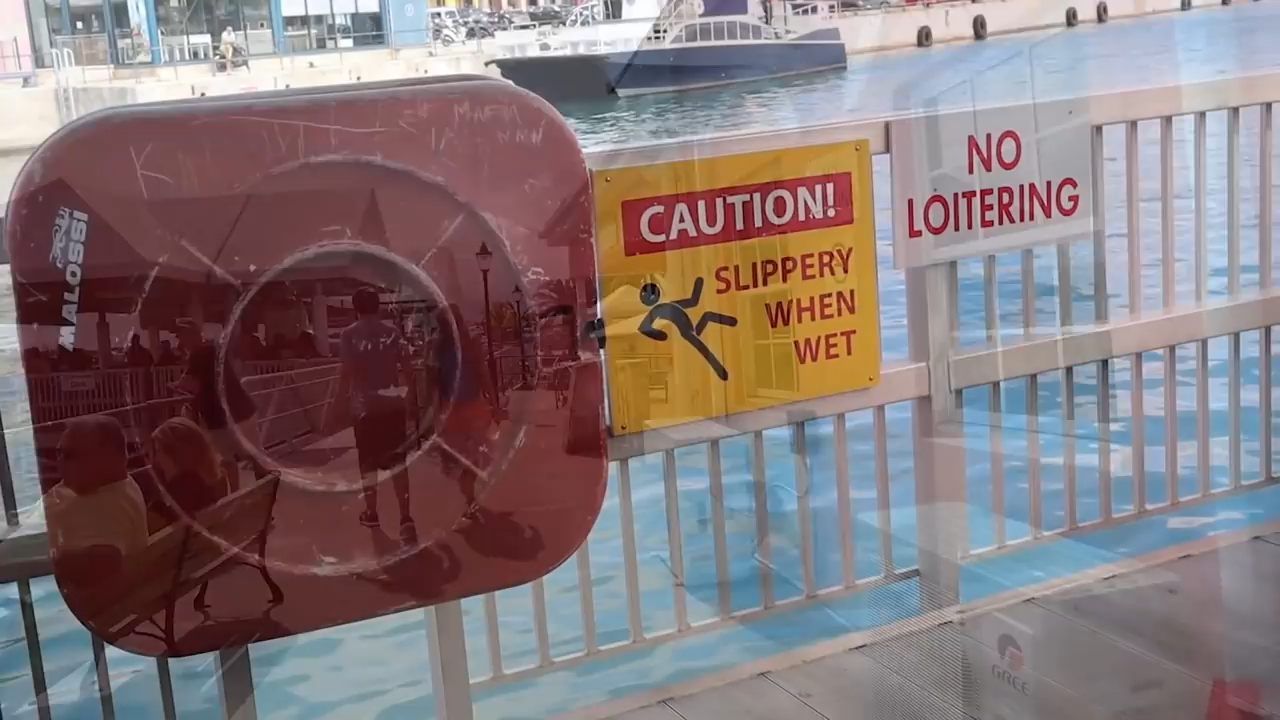 MALOSSI
CAUTION!
SLIPPERY
WHEN
WET
NO
LOITERING
GREE